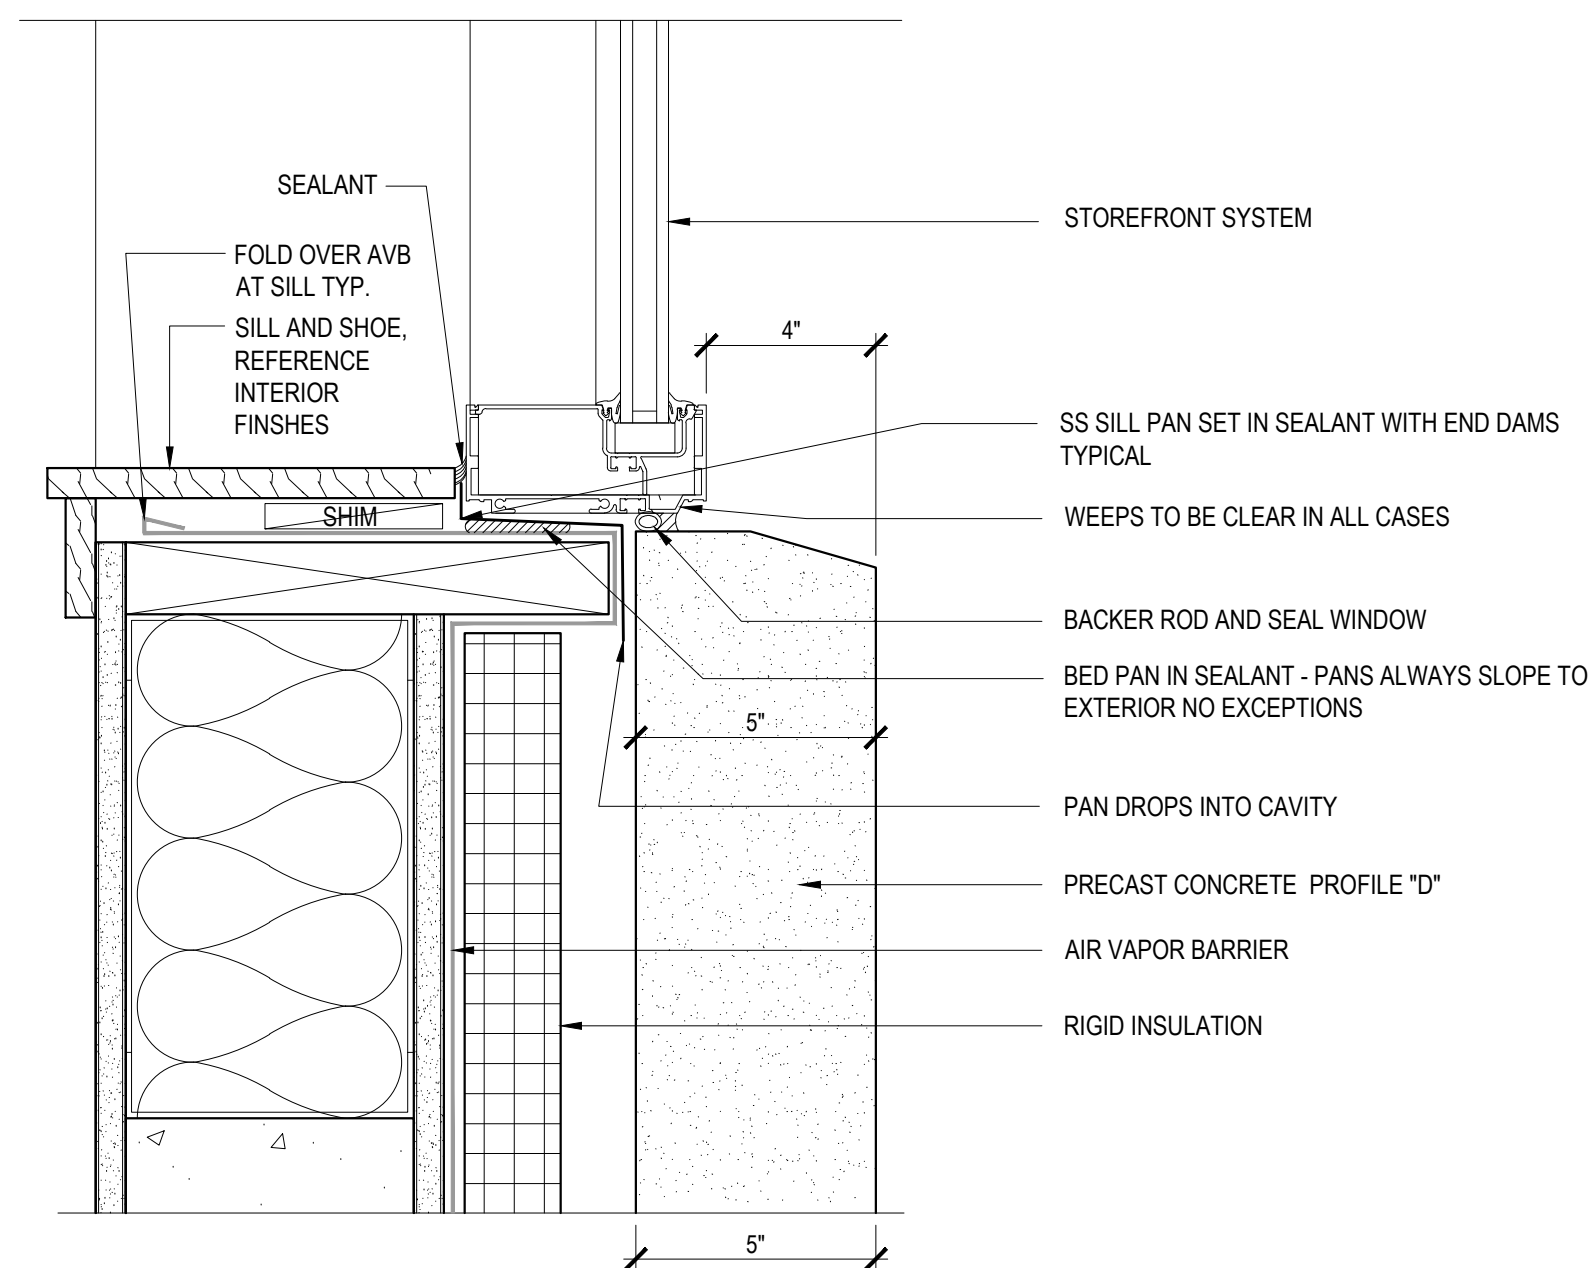 SEALANT
FOLD OVER AVB
AT SILL TYP.
SILL AND SHOE,
REFERENCE
INTERIOR
FINSHES
SHIM
4"
STOREFRONT SYSTEM
SS SILL PAN SET IN SEALANT WITH END DAMS
TYPICAL
WEEPS TO BE CLEAR IN ALL CASES
BACKER ROD AND SEAL WINDOW
BED PAN IN SEALANT - PANS ALWAYS SLOPE TO
EXTERIOR NO EXCEPTIONS
5"
PAN DROPS INTO CAVITY
PRECAST CONCRETE PROFILE "D"
AIR VAPOR BARRIER
RIGID INSULATION
5"